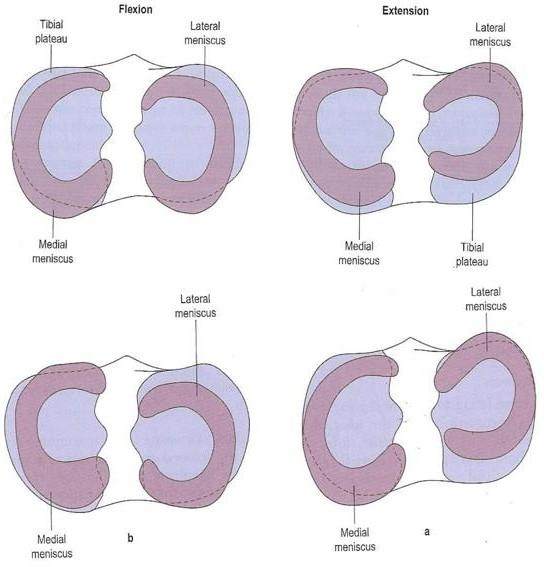 Flexion
Extension
Tibial
plateau
Lateral
meniscus
Lateral
meniscus
Medial
meniscus
Medial
meniscus
Tibial
plateau
Lateral
meniscus
Lateral
meniscus
Medial
meniscus
b
Medial
meniscus
a